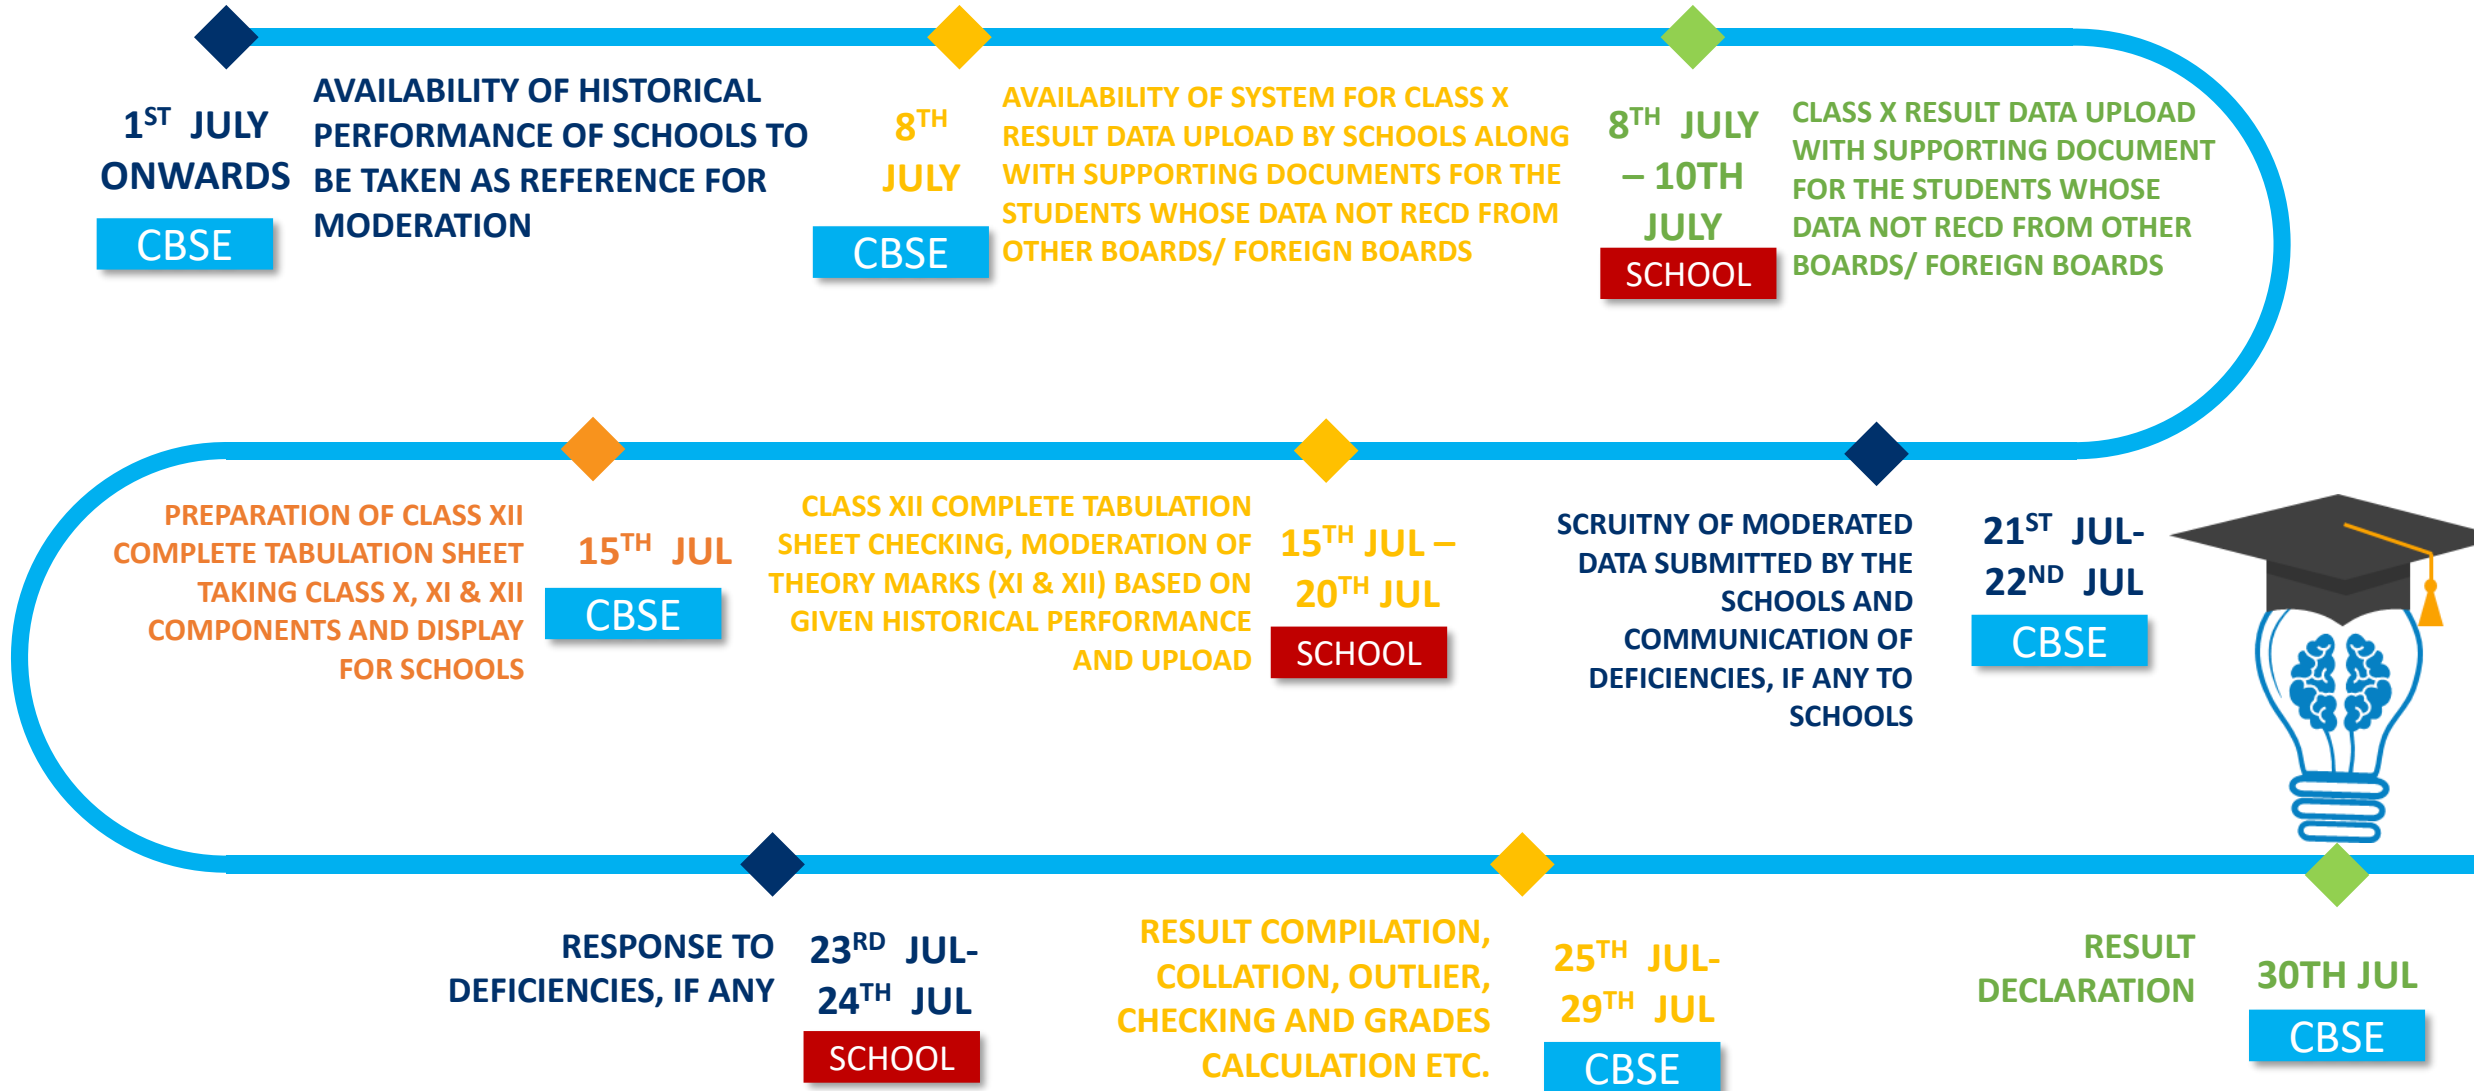 1ST JULY
ONWARDS
CBSE
AVAILABILITY OF HISTORICAL
PERFORMANCE OF SCHOOLS TO
BE TAKEN AS REFERENCE FOR
MODERATION
8TH
JULY
CBSE
AVAILABILITY OF SYSTEM FOR CLASS X
RESULT DATA UPLOAD BY SCHOOLS ALONG
WITH SUPPORTING DOCUMENTS FOR THE
STUDENTS WHOSE DATA NOT RECD FROM
OTHER BOARDS/ FOREIGN BOARDS
8TH JULY
– 10TH
JULY
SCHOOL
CLASS X RESULT DATA UPLOAD
WITH SUPPORTING DOCUMENT
FOR THE STUDENTS WHOSE
DATA NOT RECD FROM OTHER
BOARDS/ FOREIGN BOARDS
PREPARATION OF CLASS XII
COMPLETE TABULATION SHEET
TAKING CLASS X, XI & XII
COMPONENTS AND DISPLAY
FOR SCHOOLS
15TH JUL
CBSE
CLASS XII COMPLETE TABULATION
SHEET CHECKING, MODERATION OF
THEORY MARKS (XI & XII) BASED ON
GIVEN HISTORICAL PERFORMANCE
AND UPLOAD
15TH JUL –
20TH JUL
SCHOOL
SCRUITNY OF MODERATED
DATA SUBMITTED BY THE
SCHOOLS AND
COMMUNICATION OF
DEFICIENCIES, IF ANY TO
SCHOOLS
21ST JUL-
22ND JUL
CBSE
RESPONSE TO
DEFICIENCIES, IF ANY
23RD JUL-
24TH JUL
SCHOOL
RESULT COMPILATION,
COLLATION, OUTLIER,
CHECKING AND GRADES
CALCULATION ETC.
25TH JUL-
29TH JUL
CBSE
RESULT
DECLARATION
30TH JUL
CBSE